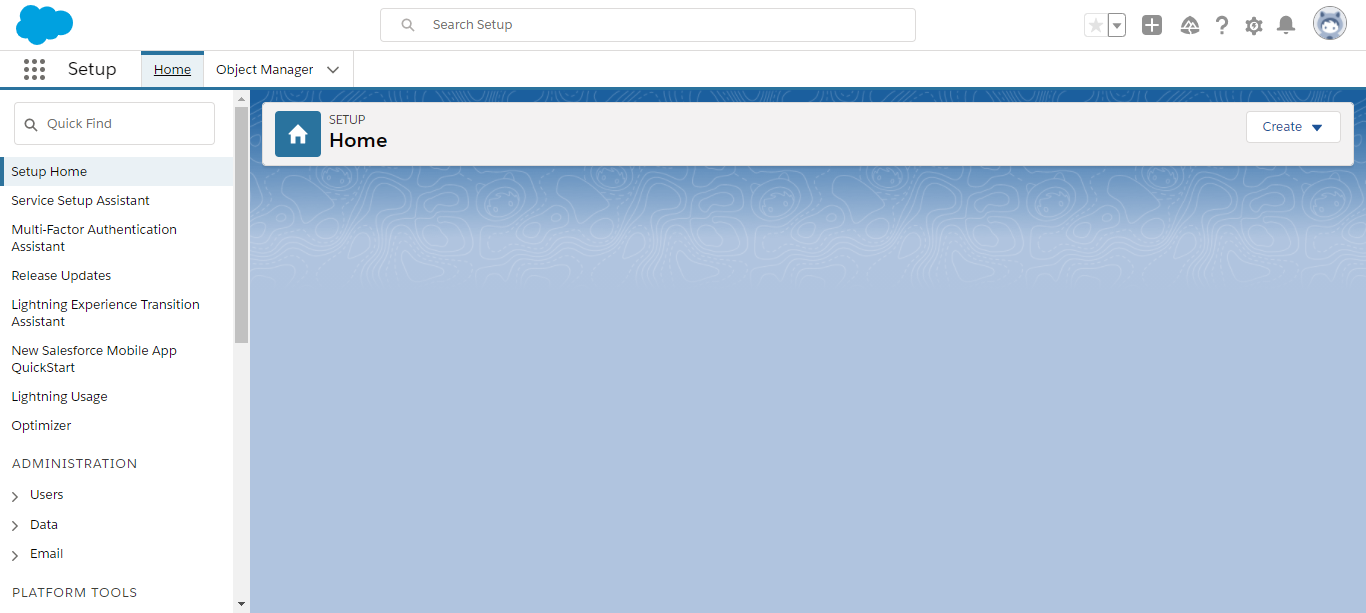 Search Setup
Setup
Home
Object Manager
Quick Find
Setup Home
Service Setup Assistant
Multi-Factor Authentication
Assistant
Release Updates
Lightning Experience Transition
Assistant
New Salesforce Mobile App
QuickStart
Lightning Usage
Optimizer
ADMINISTRATION
Users
Data
Email
PLATFORM TOOLS
SETUP
Home
Create